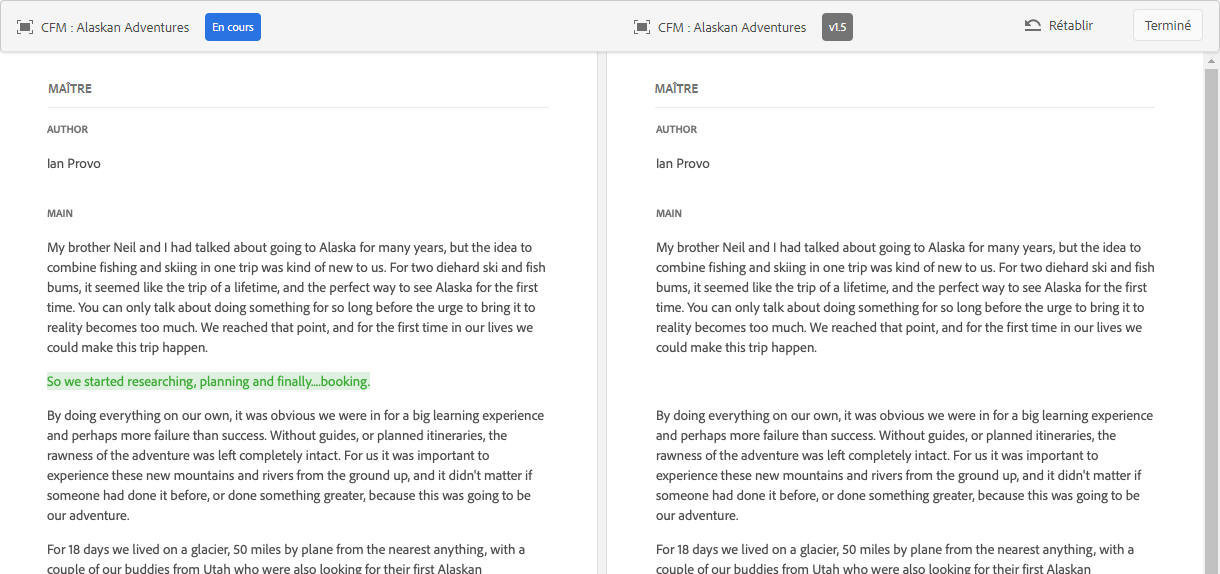 CFM : Alaskan Adventures En cours
CFM : Alaskan Adventures v1.5 Rétablir Terminé
MAÎTRE
AUTHOR
Ian Provo
MAIN
My brother Neil and I had talked about going to Alaska for many years, but the idea to
combine fishing and skiing in one trip was kind of new to us. For two diehard ski and fish
bums, it seemed like the trip of a lifetime, and the perfect way to see Alaska for the first
time. You can only talk about doing something for so long before the urge to bring it to
reality becomes too much. We reached that point, and for the first time in our lives we
could make this trip happen.
So we started researching, planning and finally....booking.
By doing everything on our own, it was obvious we were in for a big learning experience
and perhaps more failure than success. Without guides, or planned itineraries, the
rawness of the adventure was left completely intact. For us it was important to
experience these new mountains and rivers from the ground up, and it didn't matter if
someone had done it before, or done something greater, because this was going to be
our adventure.
For 18 days we lived on a glacier, 50 miles by plane from the nearest anything, with a
couple of our buddies from Utah who were also looking for their first Alaskan
MAÎTRE
AUTHOR
Ian Provo
MAIN
My brother Neil and I had talked about going to Alaska for many years, but the idea to
combine fishing and skiing in one trip was kind of new to us. For two diehard ski and fish
bums, it seemed like the trip of a lifetime, and the perfect way to see Alaska for the first
time. You can only talk about doing something for so long before the urge to bring it to
reality becomes too much. We reached that point, and for the first time in our lives we
could make this trip happen.
By doing everything on our own, it was obvious we were in for a big learning experience
and perhaps more failure than success. Without guides, or planned itineraries, the
rawness of the adventure was left completely intact. For us it was important to
experience these new mountains and rivers from the ground up, and it didn't matter if
someone had done it before, or done something greater, because this was going to be
our adventure.
For 18 days we lived on a glacier, 50 miles by plane from the nearest anything, with a
couple of our buddies from Utah who were also looking for their first Alaskan